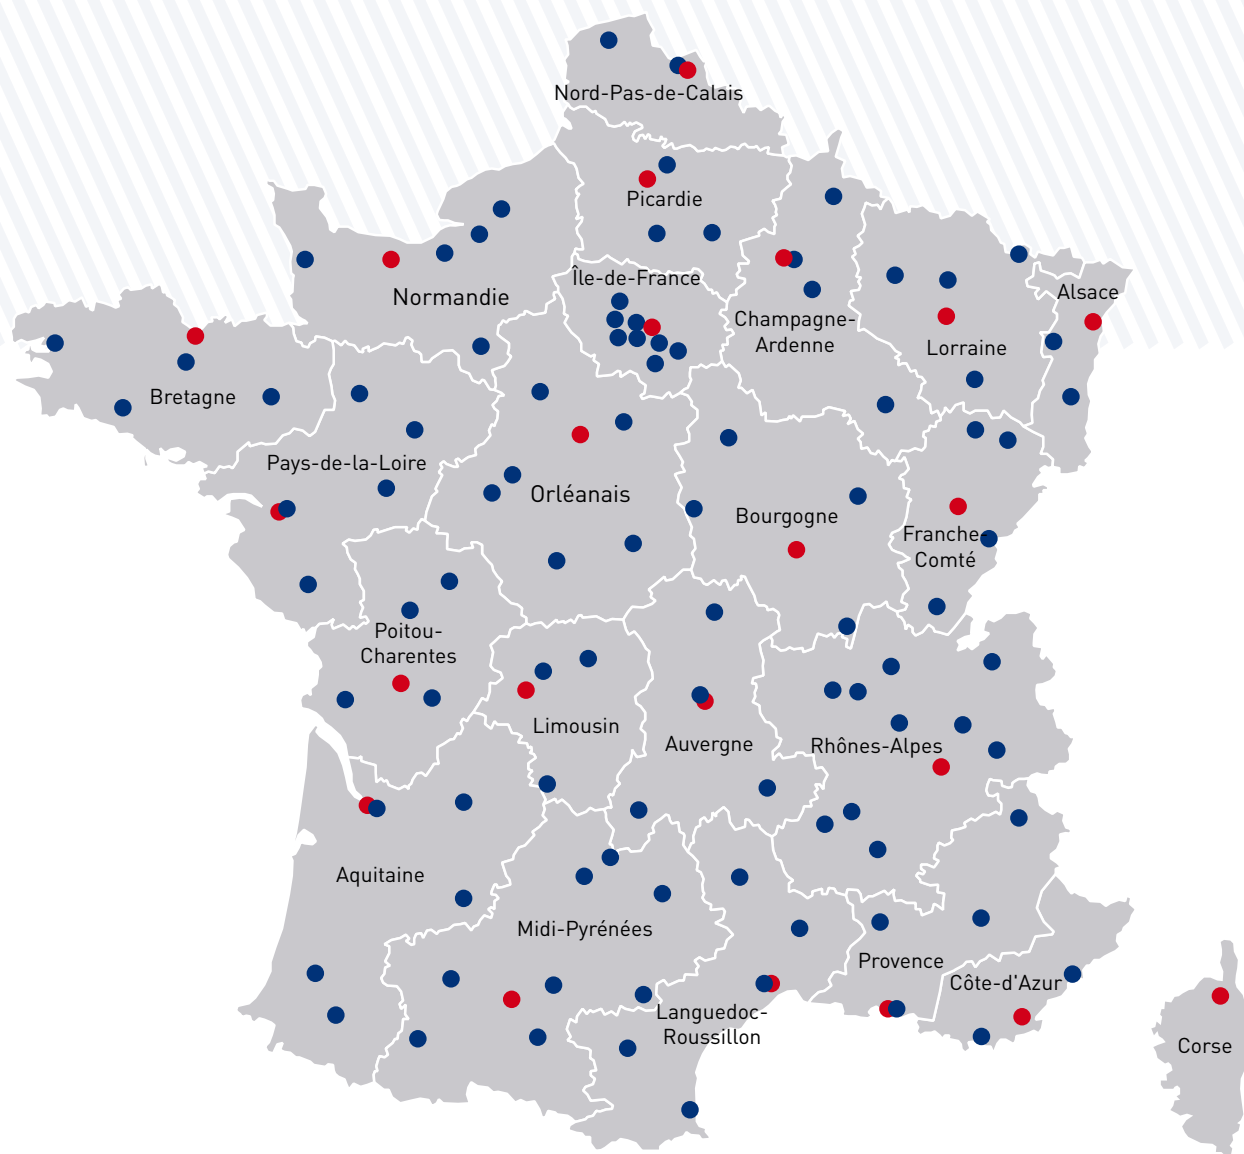 Nord-Pas-de-Calais
Picardie
Île-de-France
Normandie
Alsace
Champagne-
Ardenne
Lorraine
Bretagne
Pays-de-la-Loire
Orléanais
Bourgogne
Franche-
Comté
Poitou-
Charentes
Limousin
Auvergne
Rhônes-Alpes
Aquitaine
Midi-Pyrénées
Provence
Côte-d'Azur
Languedoc-
Roussillon
Corse